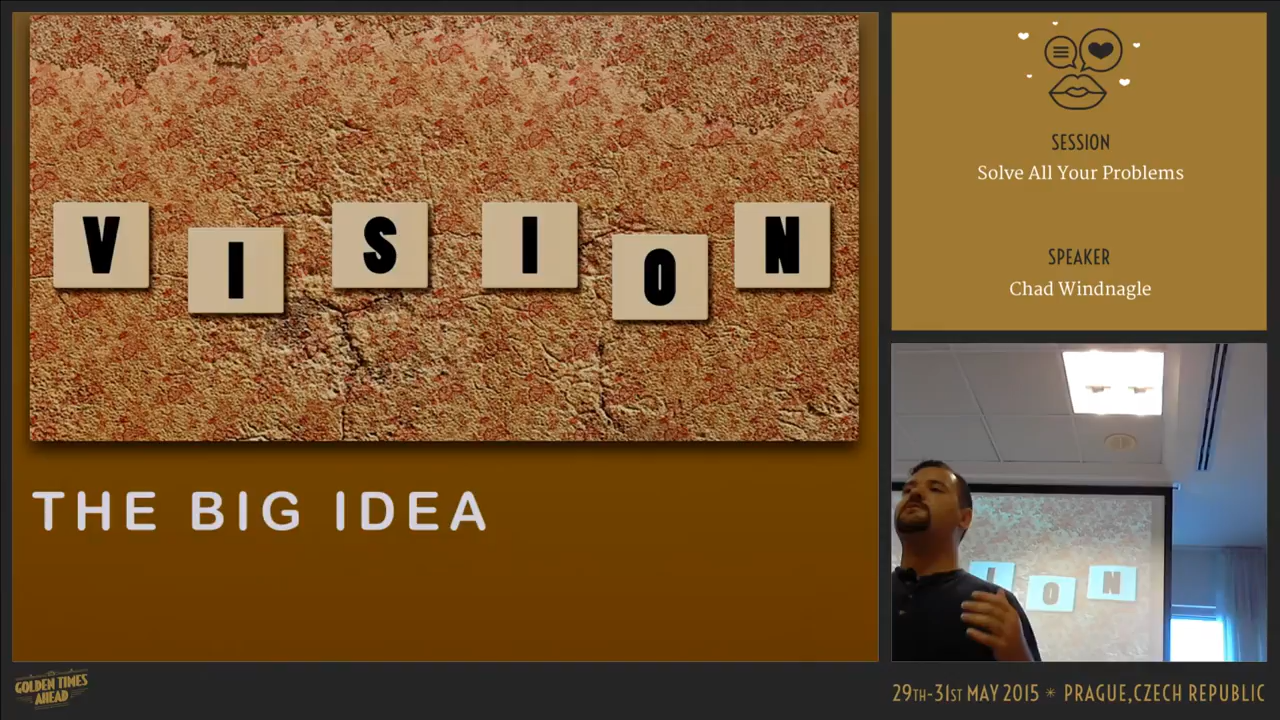 VISION
THE BIG IDEA
SESSION
Solve All Your Problems
SPEAKER
Chad Windnagle
I O N
GOLDEN TIMES
AHEAD
29TH-31ST MAY 2015 * PRAGUE,CZECH REPUBLIC